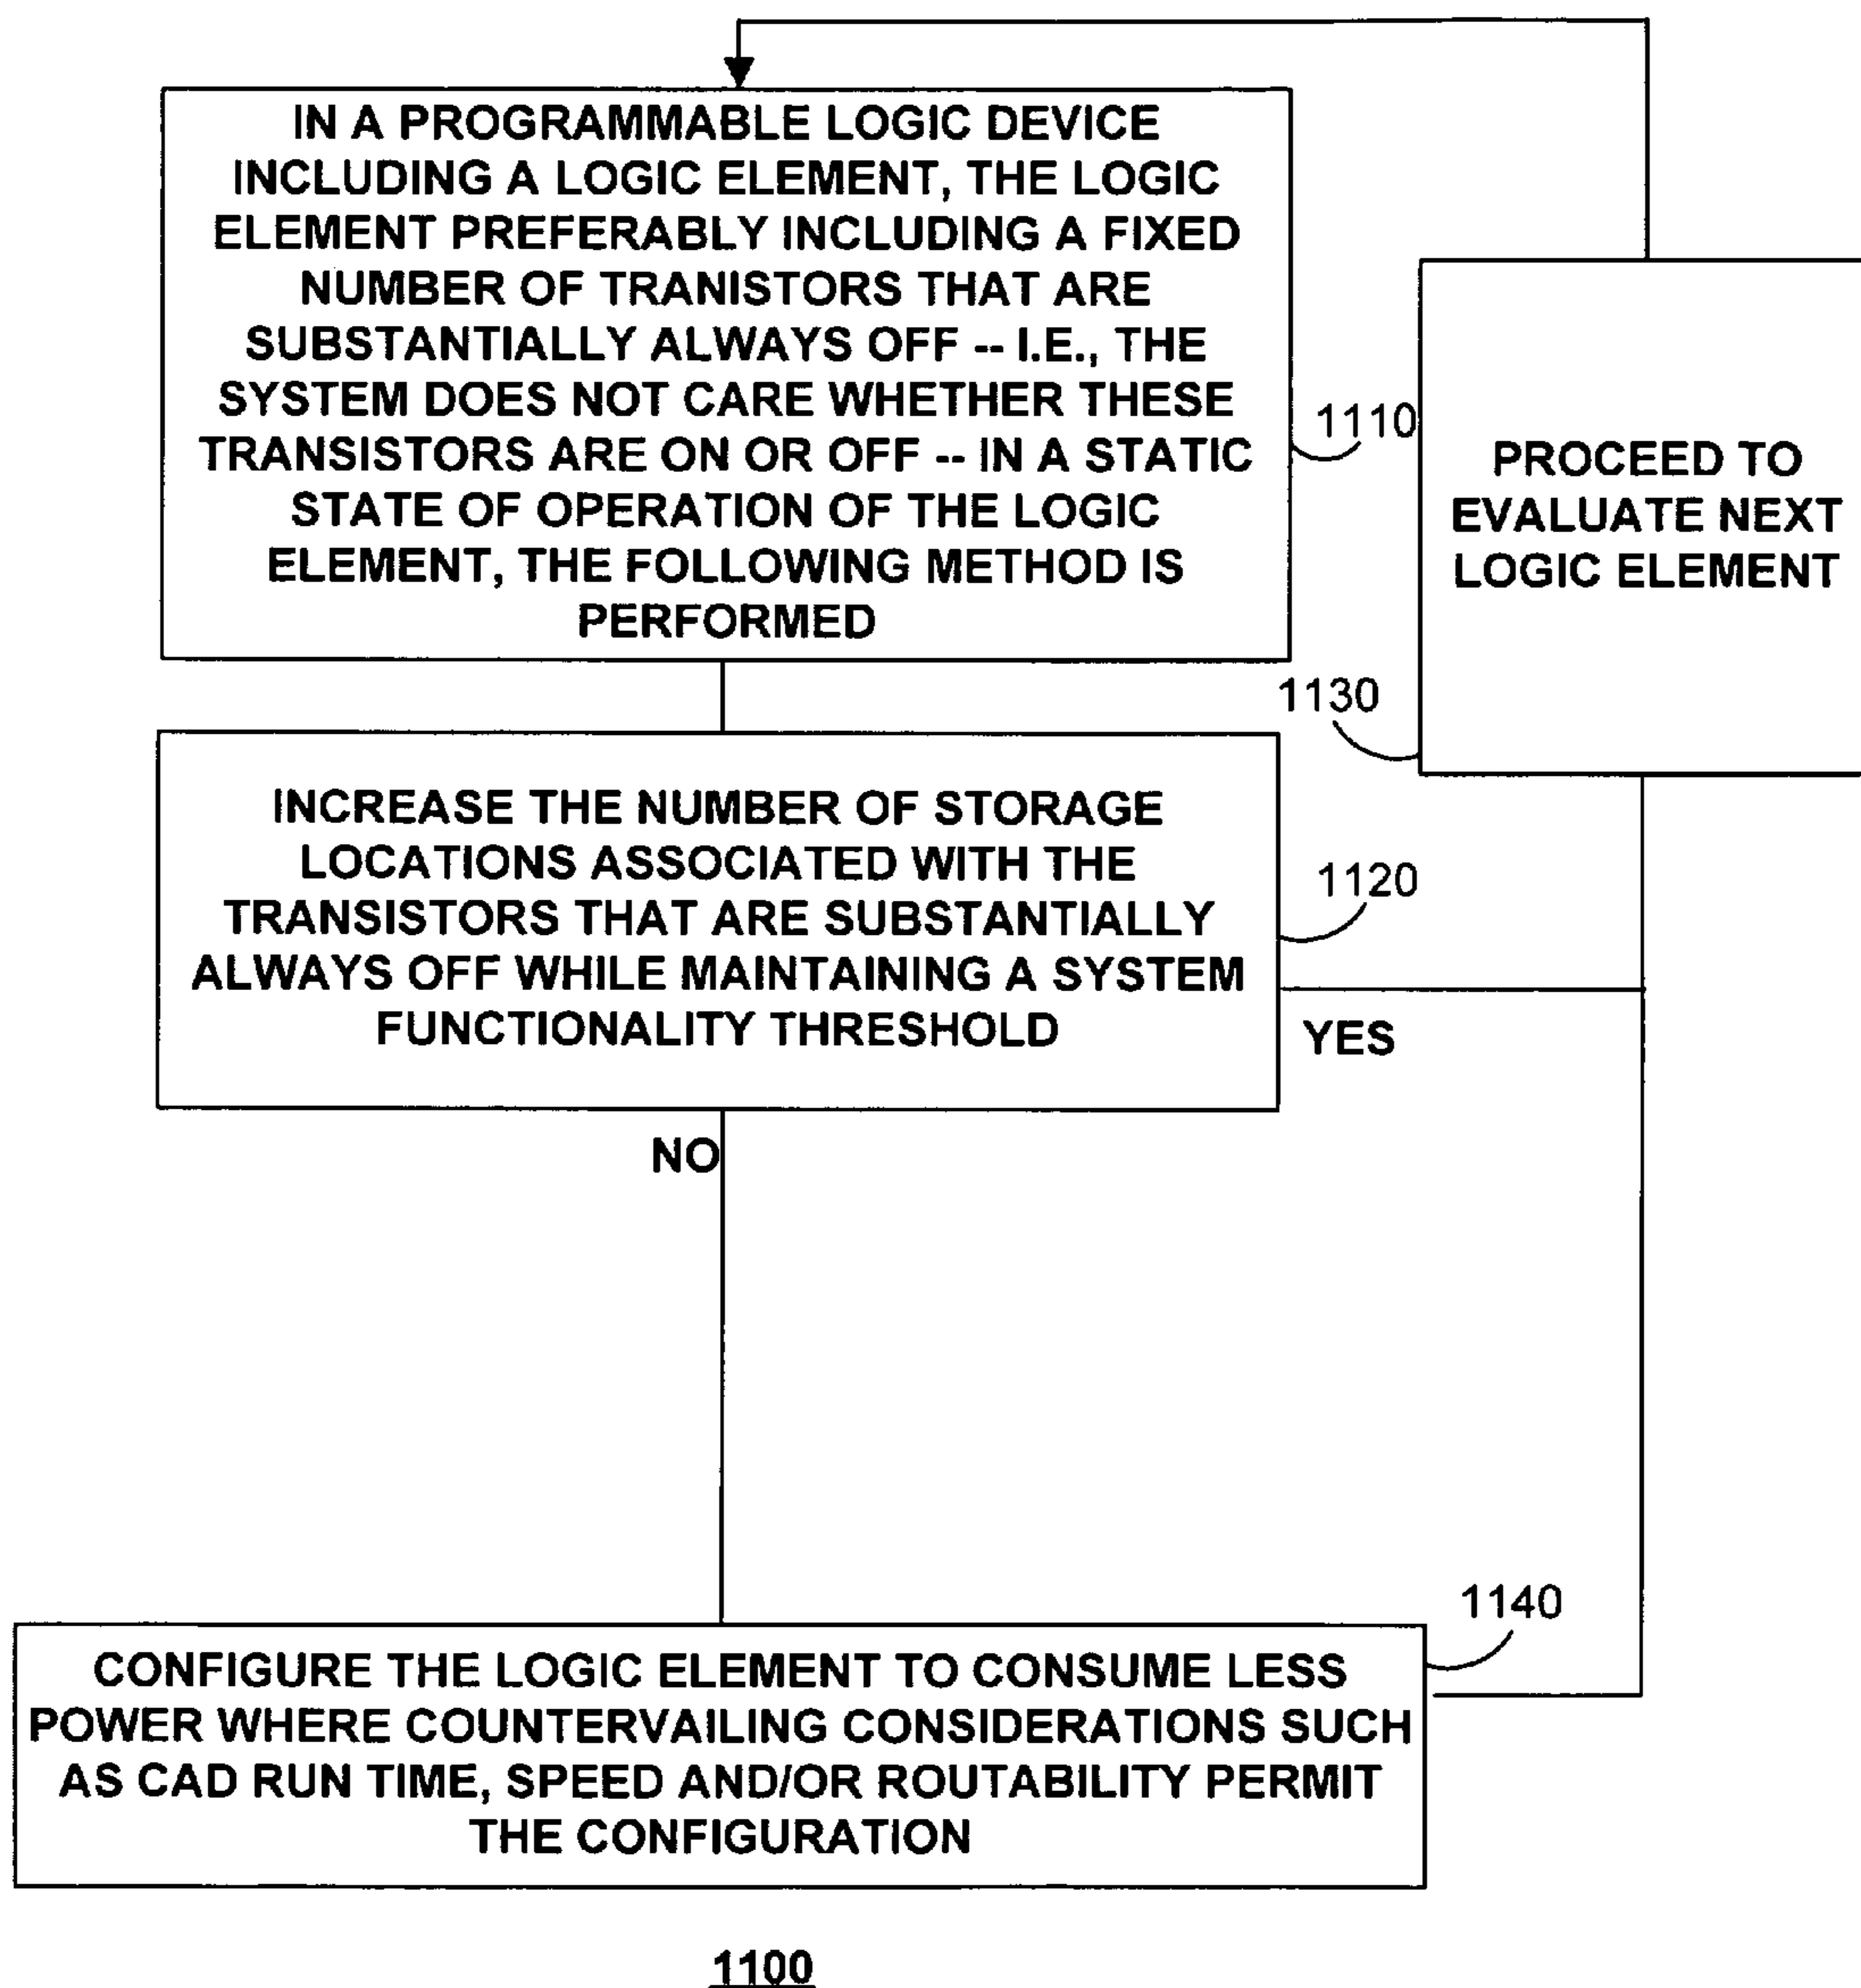 IN A PROGRAMMABLE LOGIC DEVICE
INCLUDING A LOGIC ELEMENT, THE LOGIC
ELEMENT PREFERABLY INCLUDING A FIXED
NUMBER OF TRANISTORS THAT ARE
SUBSTANTIALLY ALWAYS OFF -- I.E., THE
SYSTEM DOES NOT CARE WHETHER THESE
TRANSISTORS ARE ON OR OFF -- IN A STATIC
STATE OF OPERATION OF THE LOGIC
ELEMENT, THE FOLLOWING METHOD IS
PERFORMED
1110
PROCEED TO
EVALUATE NEXT
LOGIC ELEMENT
1130
INCREASE THE NUMBER OF STORAGE
LOCATIONS ASSOCIATED WITH THE
TRANSISTORS THAT ARE SUBSTANTIALLY
ALWAYS OFF WHILE MAINTAINING A SYSTEM
FUNCTIONALITY THRESHOLD
1120
YES
NO
1140
CONFIGURE THE LOGIC ELEMENT TO CONSUME LESS
POWER WHERE COUNTERVAILING CONSIDERATIONS SUCH
AS CAD RUN TIME, SPEED AND/OR ROUTABILITY PERMIT
THE CONFIGURATION
1100